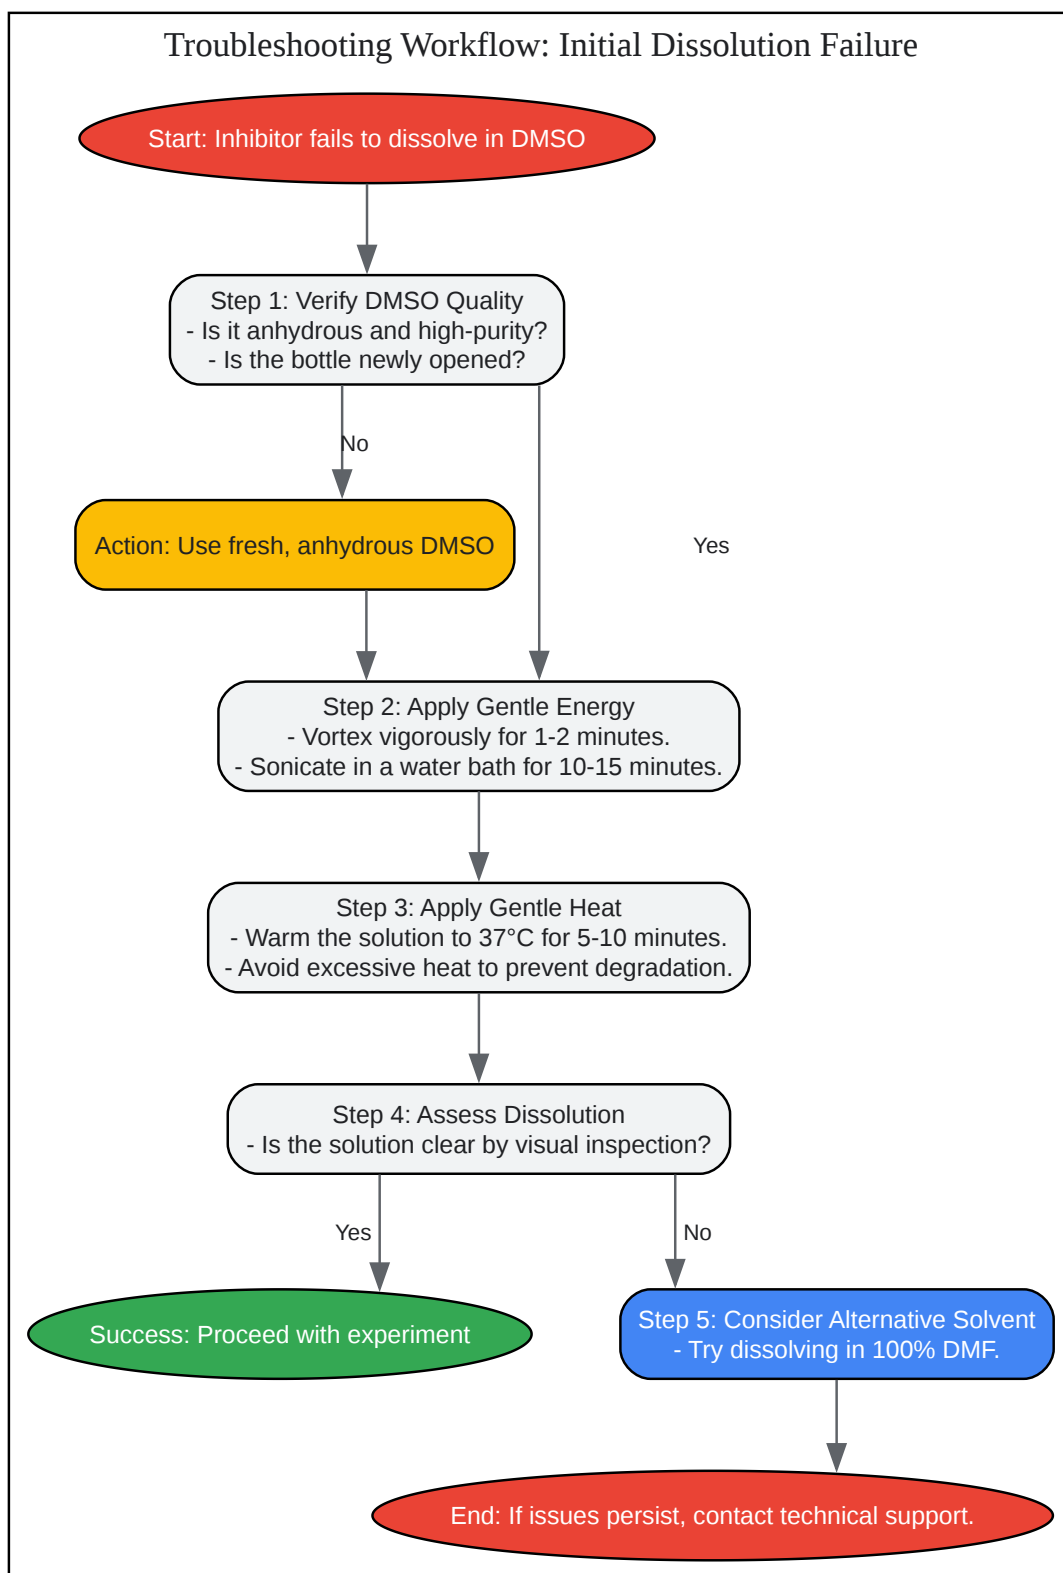 Troubleshooting Workflow: Initial Dissolution Failure
Start: Inhibitor fails to dissolve in DMSO
Step 1: Verify DMSO Quality
- Is it anhydrous and high-purity?
- Is the bottle newly opened?
No
Action: Use fresh, anhydrous DMSO
Yes
Step 2: Apply Gentle Energy
- Vortex vigorously for 1-2 minutes.
- Sonicate in a water bath for 10-15 minutes.
Step 3: Apply Gentle Heat
- Warm the solution to 37°C for 5-10 minutes.
- Avoid excessive heat to prevent degradation.
Step 4: Assess Dissolution
- Is the solution clear by visual inspection?
Yes
No
Success: Proceed with experiment
Step 5: Consider Alternative Solvent
- Try dissolving in 100% DMF.
End: If issues persist, contact technical support.